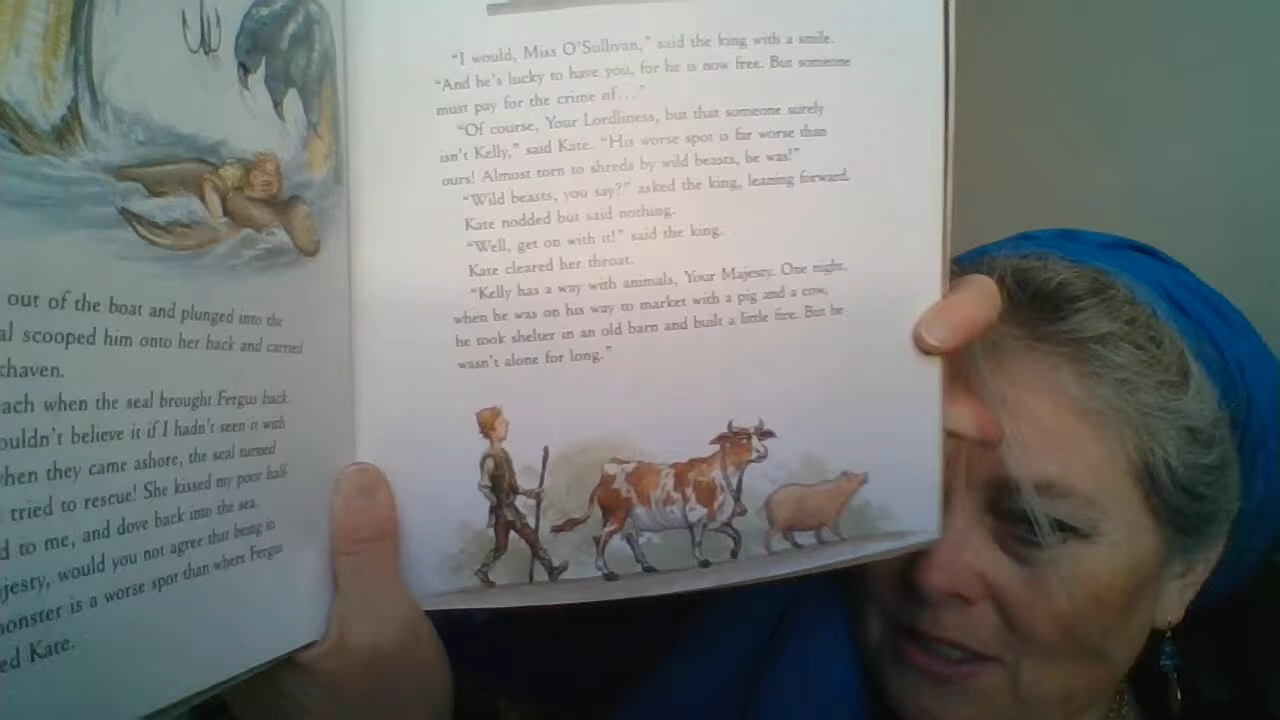 out of the boat and plunged into the
al scooped him onto her back and carried
thaven.
ach when the seal brought Fergus back.
ouldn't believe it if I hadn't seen it with
when they came ashore, the seal turned
tried to rescue! She kissed my poor half
d to me, and dove back into the sea.
ajesty, would you not agree that being in
monster is a worse spot than where Fergus
ed Kate.
"I would, Miss O'Sullivan," said the king with a smile.
"And he's lucky to have you, for he is now free. But someone
must pay for the crime of..."
"Of course, Your Lordliness, but that someone surely
isn't Kelly," said Kate. "His worse spot is far worse than
ours! Almost torn to shreds by wild beasts, he was!"
"Wild beasts, you say?" asked the king, leaning forward.
Kate nodded but said nothing.
"Well, get on with it!" said the king.
Kate cleared her throat.
"Kelly has a way with animals, Your Majesty. One night,
when he was on his way to market with a pig and a cow,
he took shelter in an old barn and built a little fire. But he
wasn't alone for long."